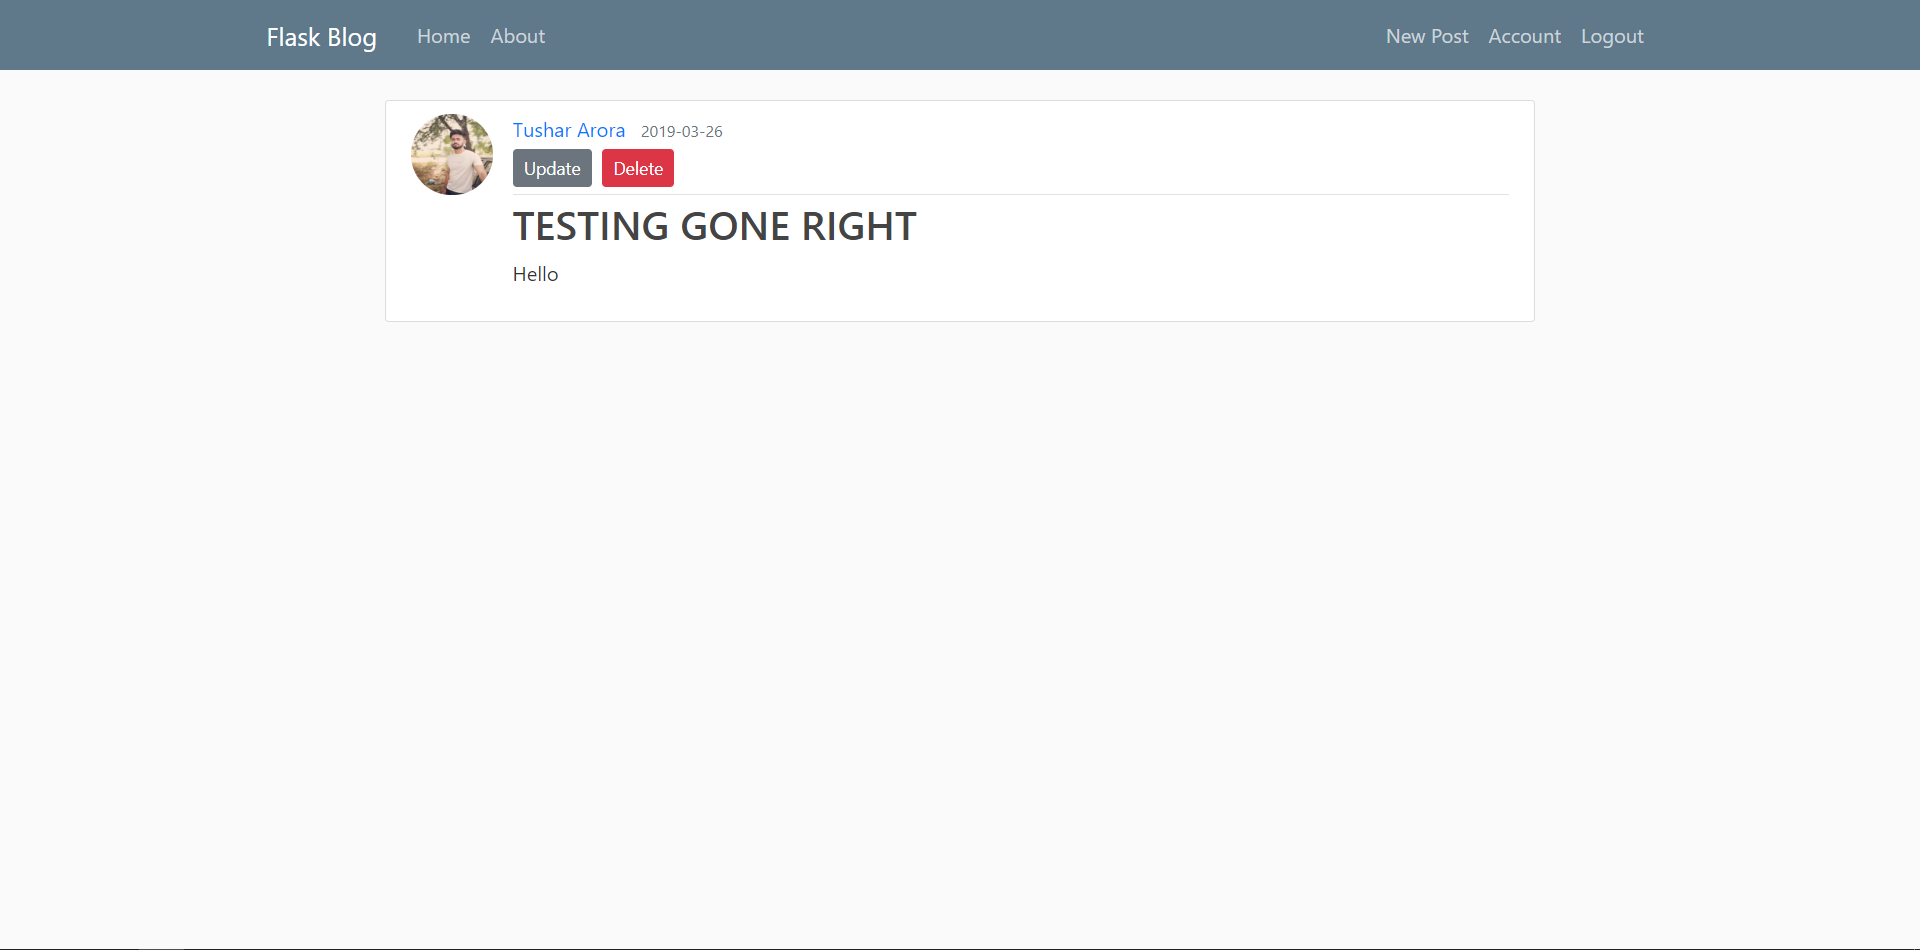 Flask Blog Home About New Post Account Logout
Tushar Arora 2019-03-26
Update Delete
TESTING GONE RIGHT
Hello